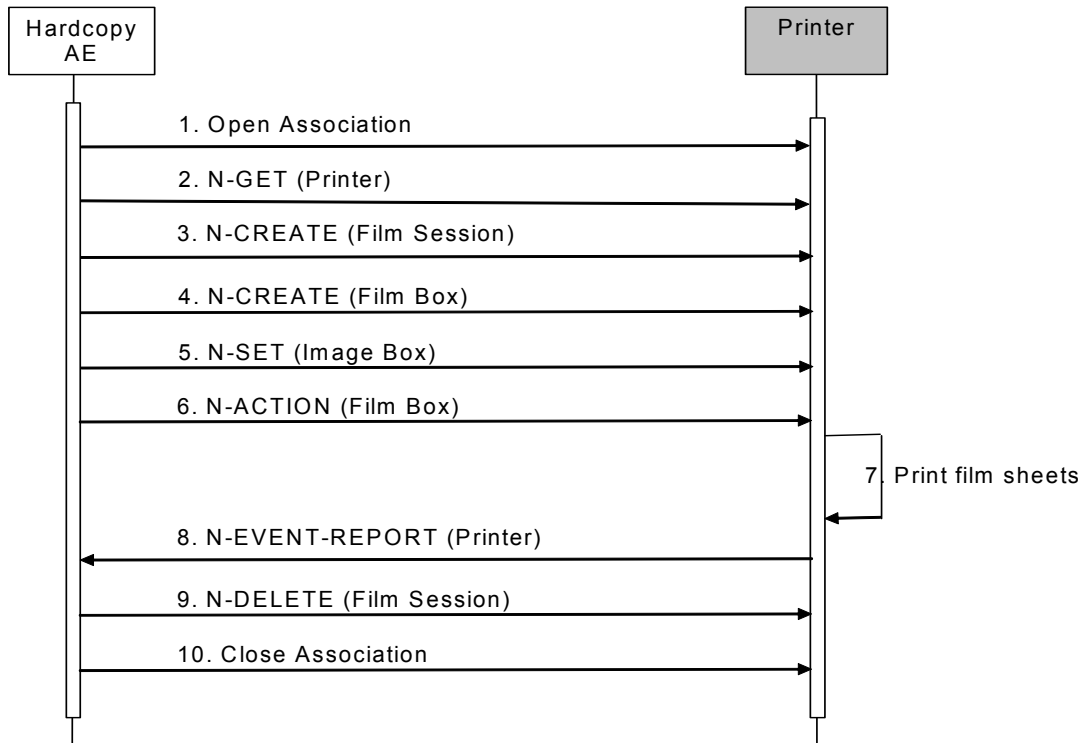 Hardcopy
AE
Printer
1. Open Association
2. N-GET (Printer)
3. N-CREATE (Film Session)
4. N-CREATE (Film Box)
5. N-SET (Image Box)
6. N-ACTION (Film Box)
7. Print film sheets
8. N-EVENT-REPORT (Printer)
9. N-DELETE (Film Session)
10. Close Association